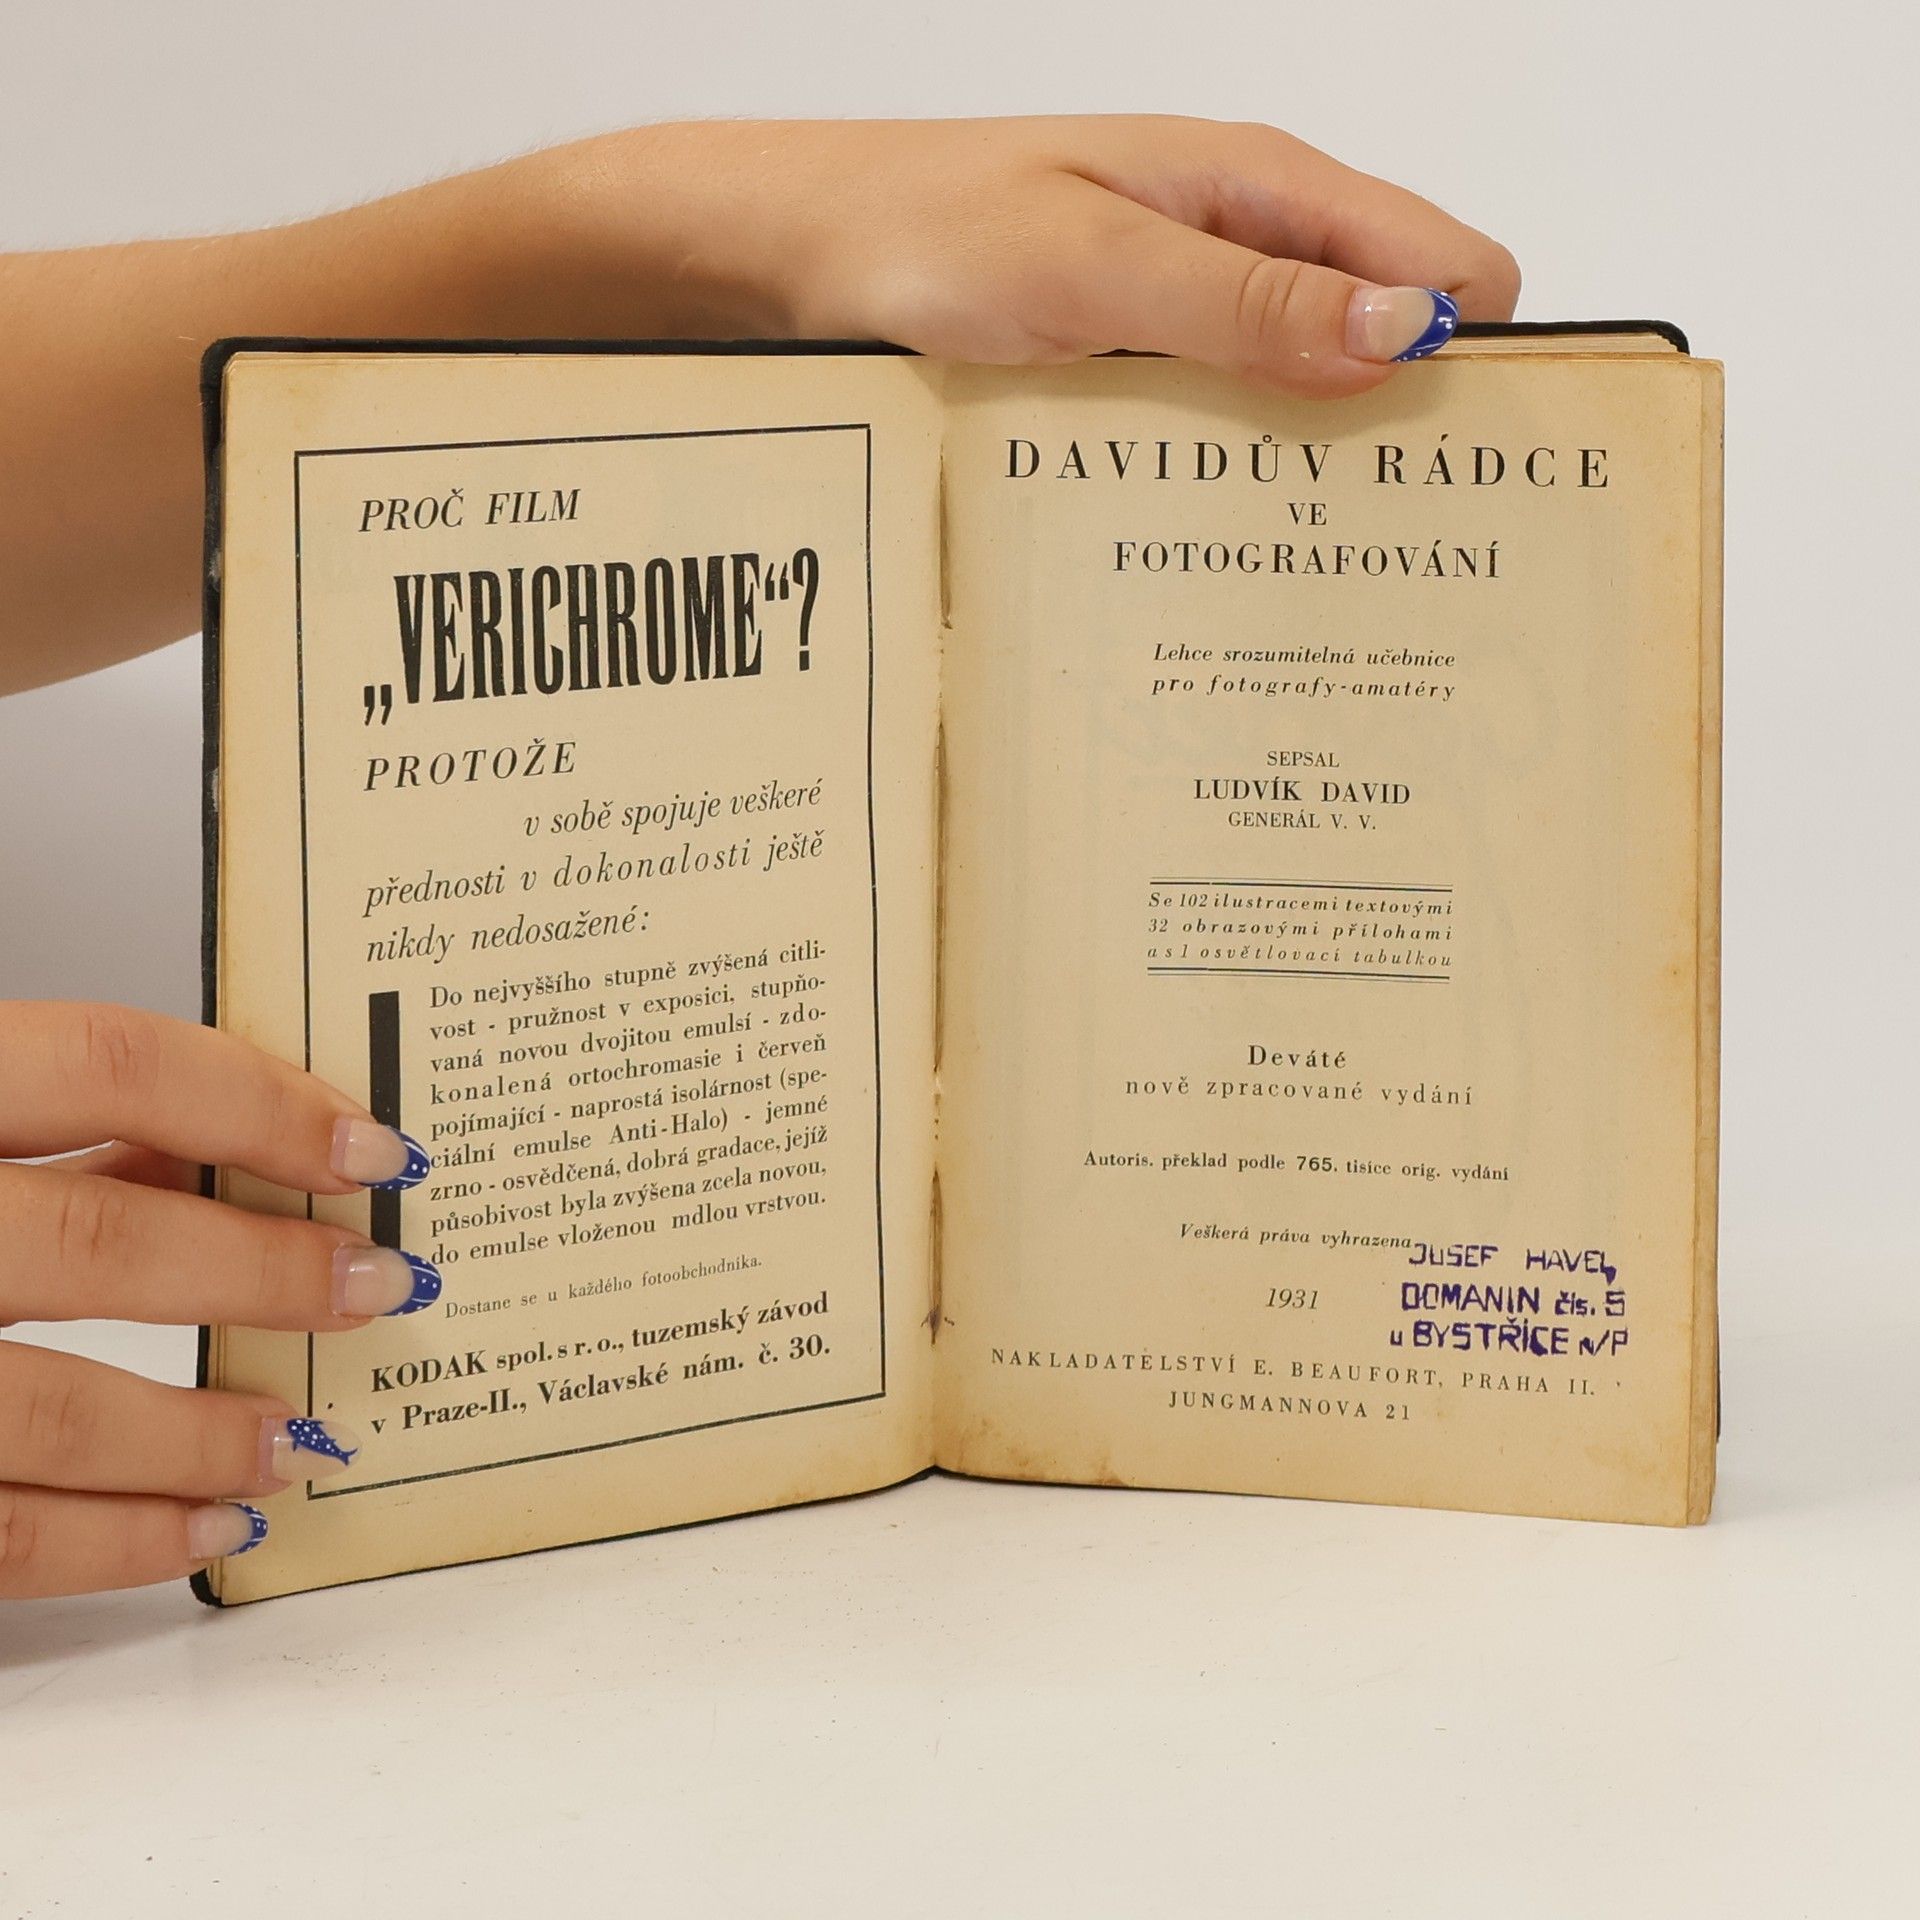 PROČ FILM
„VERICHROME“?
PROTOŽE
v sobě spojuje veškeré
přednosti v dokonalosti ještě
nikdy nedosažené:
Do nejvyššího stupně zvýšená citli-
vost - pružnost v exposici, stupňo-
vaná novou dvojitou emulsí - zdo-
konalená ortochromasie i červeň
pojímající - naprostá isolárnost (spe-
ciální emulse Anti-Halo) - jemné
zrno - osvědčená, dobrá gradace, jejíž
působivost byla zvýšena zcela novou,
do emulse vloženou mdlou vrstvou.
Dostane se u každého fotoobchodníka.
KODAK spol. s r. o., tuzemský závod
v Praze-II., Václavské nám. č. 30.
DAVIDŮV RÁDCE
VE
FOTOGRAFOVÁNÍ
Lehce srozumitelná učebnice
pro fotografy-amatéry
SEPSAL
LUDVÍK DAVID
GENERÁL V. V.
Se 102 ilustracemi textovými
32 obrazovými přílohami
a s 1 osvětlovací tabulkou
Deváté
nově zpracované vydání
Autoris. překlad podle 765. tisíce orig. vydání
Veškerá práva vyhrazena
JOSEF HAVEL,
1931
DOMANIN čís. 5
u BYSTŘICE n/P
NAKLADATELSTVÍ E. BEAUFORT, PRAHA II.
JUNGMANNOVA 21